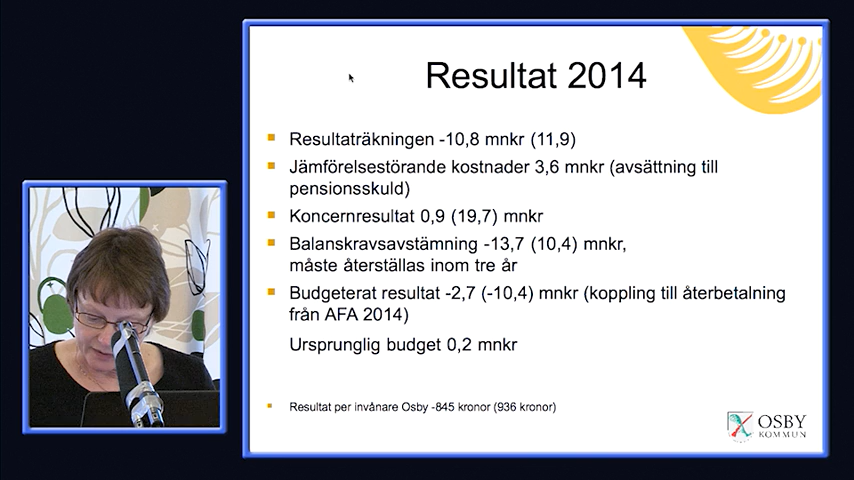 Resultat 2014
Resultaträkningen -10,8 mnkr (11,9)
Jämförelsestörande kostnader 3,6 mnkr (avsättning till
pensionsskuld)
Koncernresultat 0,9 (19,7) mnkr
Balanskravsavstämning -13,7 (10,4) mnkr,
måste återställas inom tre år
Budgeterat resultat -2,7 (-10,4) mnkr (koppling till återbetalning
från AFA 2014)
Ursprunglig budget 0,2 mnkr
Resultat per invånare Osby -845 kronor (936 kronor)
OSBY
KOMMUN